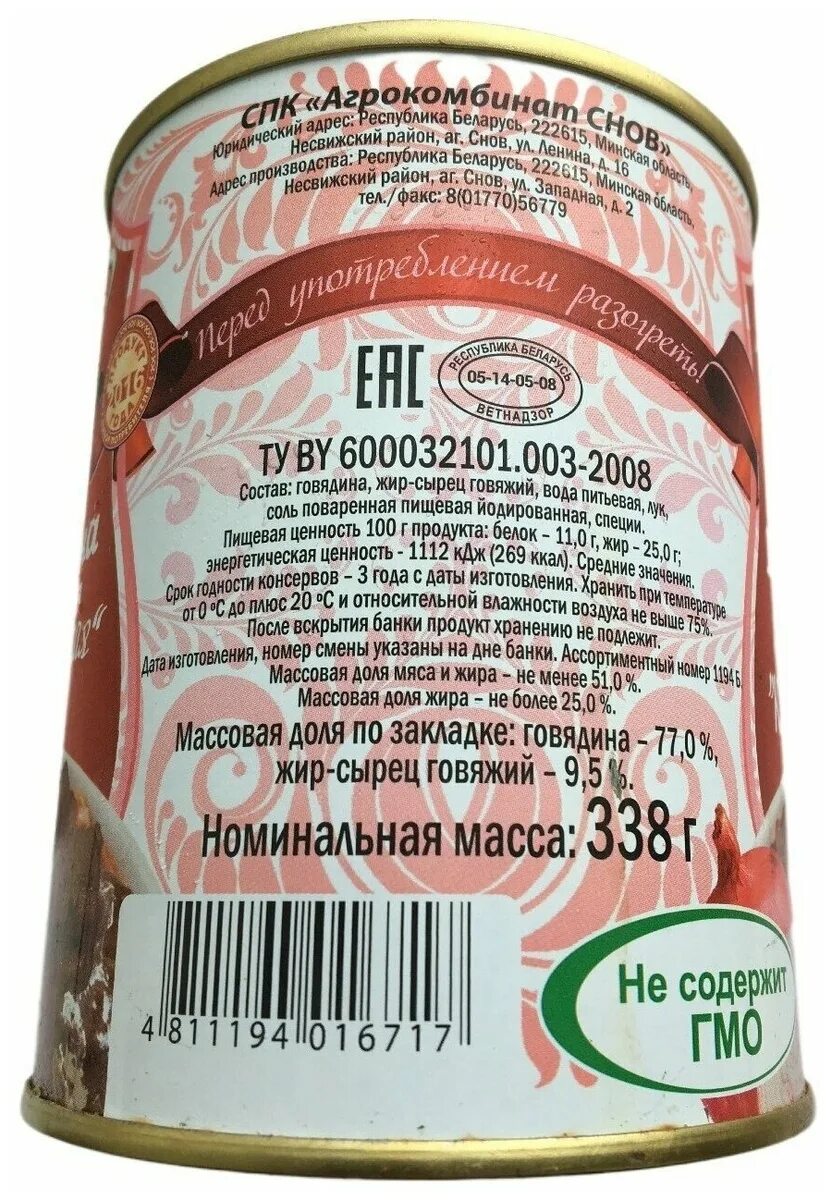 СПК «Агрокомбинат СНОВ»
Юридический адрес: Республика Беларусь, 222615, Минская область,
Несвижский район, аг. Снов, ул. Ленина, д. 16
Адрес производства: Республика Беларусь, 222615, Минская область,
Несвижский район, аг. Снов, ул. Западная, д. 2
тел./факс: 8(01770)56779
Перед употреблением разогреть!
ЕАС
РЕСПУБЛИКА БЕЛАРУСЬ
05-14-05-08
ВЕТНАДЗОР
ТУ BY 600032101.003-2008
Состав: говядина, жир-сырец говяжий, вода питьевая, лук,
соль поваренная пищевая йодированная, специи.
Пищевая ценность 100 г продукта: белок - 11,0 г, жир - 25,0 г;
энергетическая ценность - 1112 кДж (269 ккал). Средние значения.
Срок годности консервов – 3 года с даты изготовления. Хранить при температуре
от 0 °С до плюс 20 °С и относительной влажности воздуха не выше 75%.
После вскрытия банки продукт хранению не подлежит.
Дата изготовления, номер смены указаны на дне банки. Ассортиментный номер 1194 Б.
Массовая доля мяса и жира – не менее 51,0 %.
Массовая доля жира – не более 25,0 %.
Массовая доля по закладке: говядина – 77,0 %,
жир-сырец говяжий – 9,5 %.
Номинальная масса: 338 г
4 811194 016717
Не содержит
ГМО